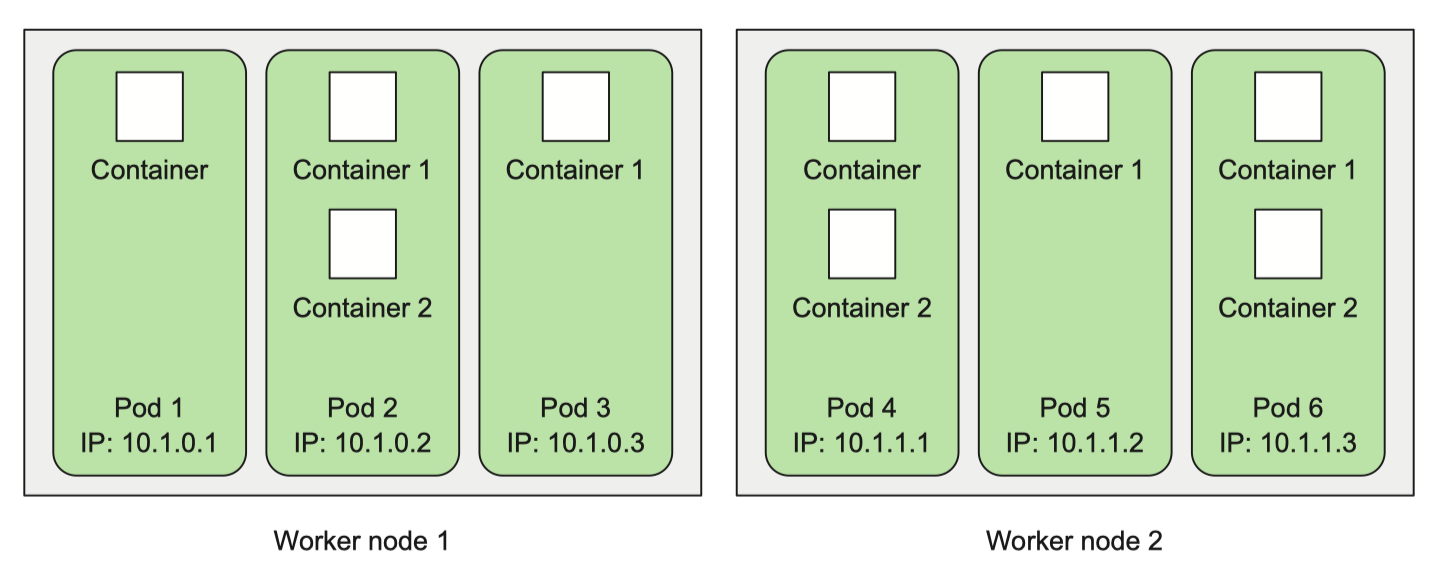 Container
Container 1
Container 2
Pod 1
IP: 10.1.0.1
Pod 2
IP: 10.1.0.2
Container 1
Pod 3
IP: 10.1.0.3
Worker node 1
Container
Container 2
Pod 4
IP: 10.1.1.1
Container 1
Pod 5
IP: 10.1.1.2
Container 1
Container 2
Pod 6
IP: 10.1.1.3
Worker node 2